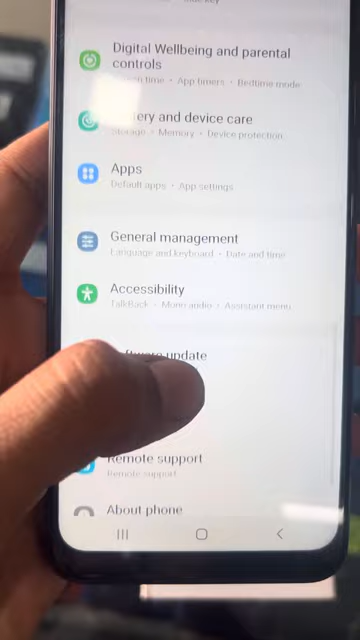 Digital Wellbeing and parental
controls
time • App timers • Bedtime mode
ery and device care
Storage • Memory • Device protection
Apps
Default apps • App settings
General management
Language and keyboard • Date and time
Accessibility
TalkBack • Mono audio • Assistant menu
Software update
Remote support
Remote support
About phone